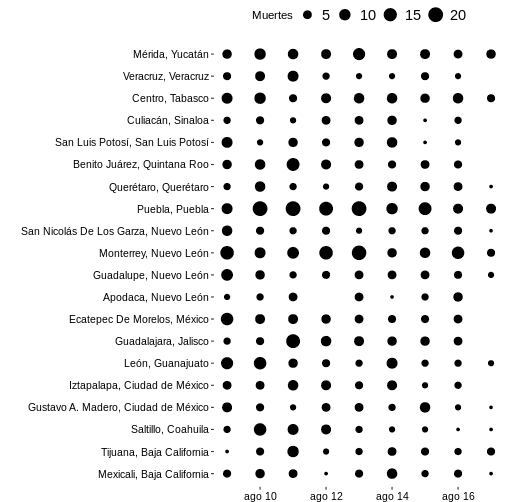 Muertes 5 10 15 20
Mérida, Yucatán
Veracruz, Veracruz
Centro, Tabasco
Culiacán, Sinaloa
San Luis Potosí, San Luis Potosí
Benito Juárez, Quintana Roo
Querétaro, Querétaro
Puebla, Puebla
San Nicolás De Los Garza, Nuevo León
Monterrey, Nuevo León
Guadalupe, Nuevo León
Apodaca, Nuevo León
Ecatepec De Morelos, México
Guadalajara, Jalisco
León, Guanajuato
Iztapalapa, Ciudad de México
Gustavo A. Madero, Ciudad de México
Saltillo, Coahuila
Tijuana, Baja California
Mexicali, Baja California
ago 10 ago 12 ago 14 ago 16